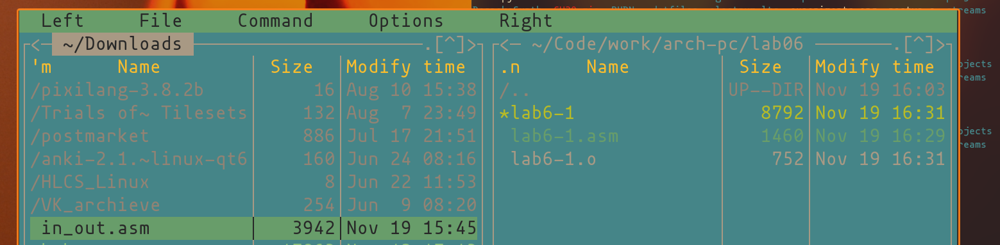 Left File Command Options Right
<─ ~/Downloads .[^]>
'm Name Size Modify time
/pixilang-3.8.2b 16 Aug 10 15:38
/Trials of~ Tilesets 132 Aug 7 23:49
/postmarket 886 Jul 17 21:51
/anki-2.1.~linux-qt6 160 Jun 24 08:16
/HLCS_Linux 8 Jun 22 11:53
/VK_archieve 254 Jun 9 08:20
in_out.asm 3942 Nov 19 15:45
<─ ~/Code/work/arch-pc/lab06 .[^]>
.n Name Size Modify time
/.. UP--DIR Nov 19 16:03
*lab6-1 8792 Nov 19 16:31
lab6-1.asm 1460 Nov 19 16:29
lab6-1.o 752 Nov 19 16:31